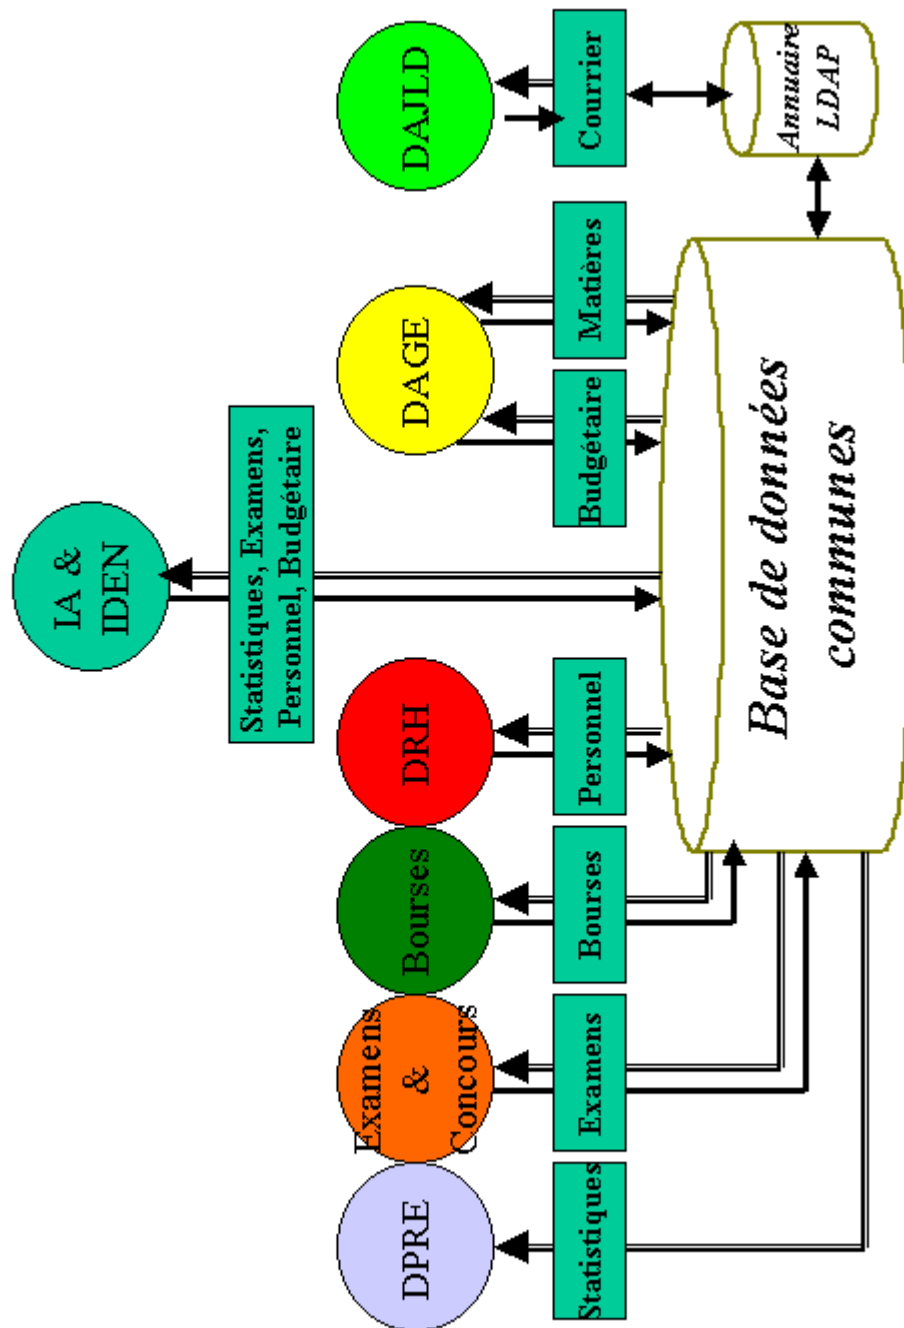 IA &
IDEN
Statistiques, Examens,
Personnel, Budgétaire
DPRE
Examens
&
Concours
Bourses
DRH
DAGE
DAJLD
Statistiques
Examens
Bourses
Personnel
Budgétaire
Matières
Courrier
Base de données
communes
Annuaire
LDAP